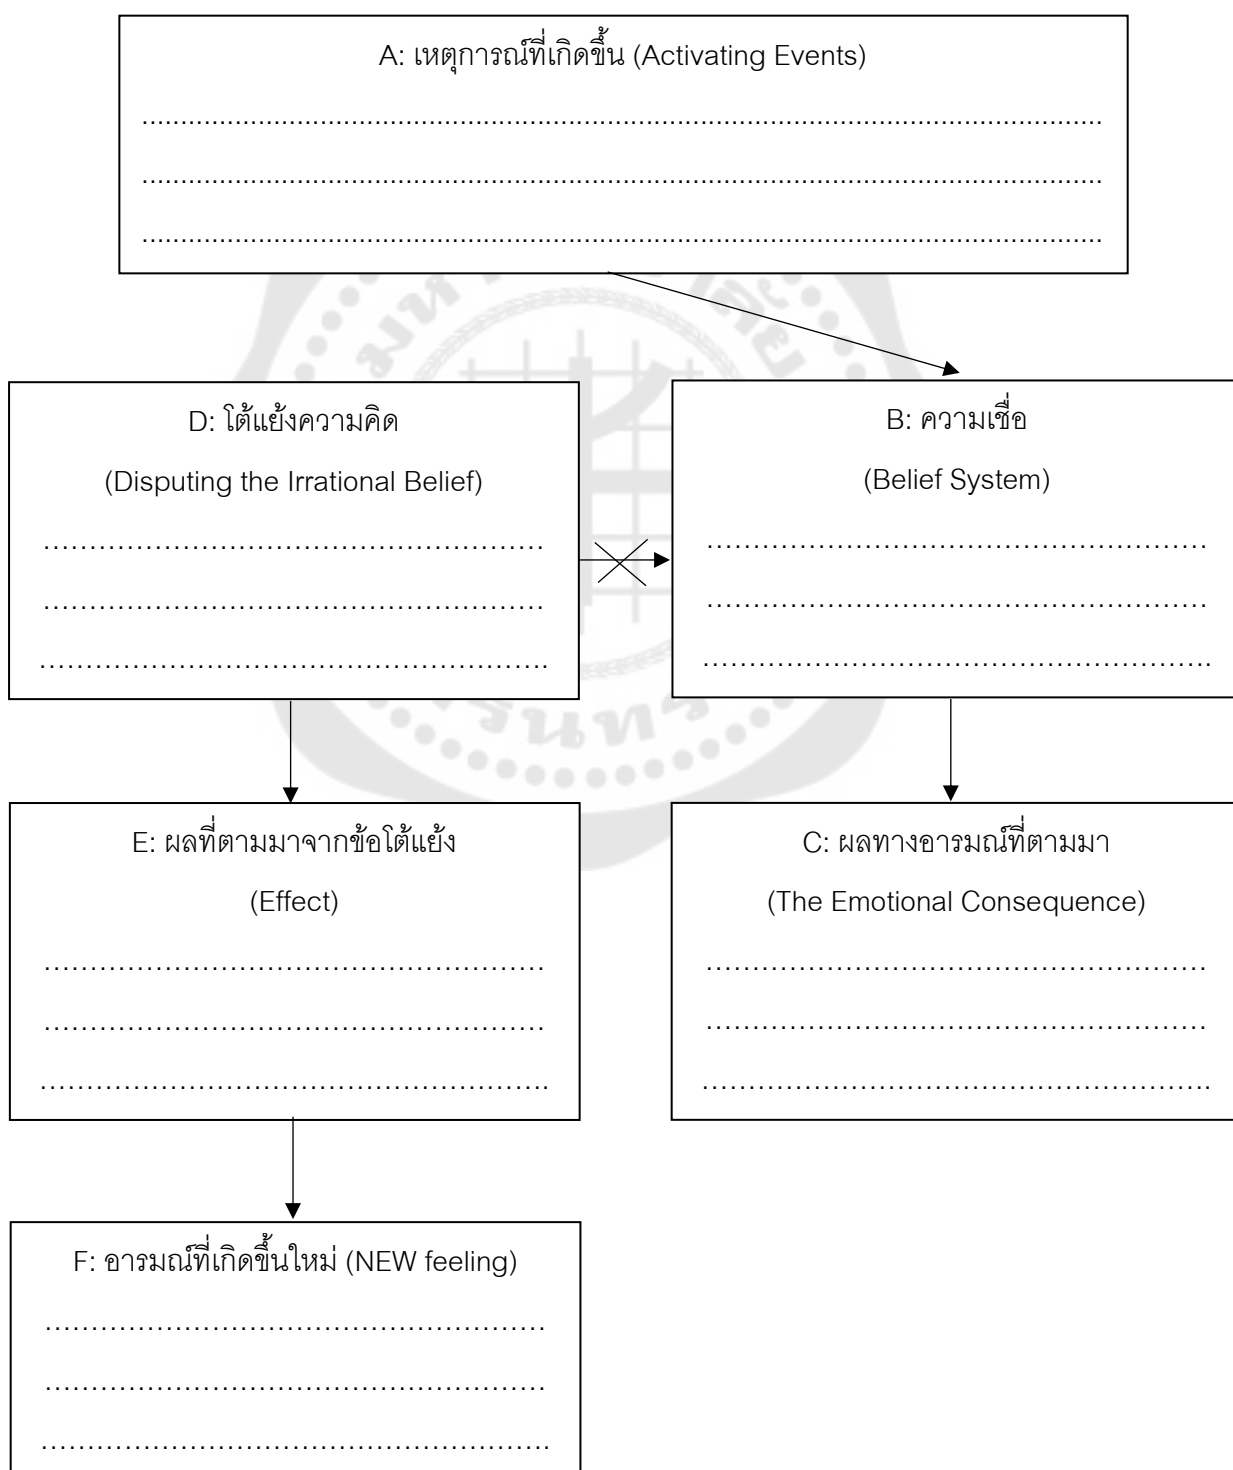 A: เหตุการณ์ที่เกิดขึ้น (Activating Events)
........................................................................................................................
........................................................................................................................
........................................................................................................................
D: โต้แย้งความคิด
(Disputing the Irrational Belief)
......................................................
......................................................
.......................................................
B: ความเชื่อ
(Belief System)
......................................................
......................................................
.......................................................
E: ผลที่ตามมาจากข้อโต้แย้ง
(Effect)
......................................................
......................................................
.......................................................
C: ผลทางอารมณ์ที่ตามมา
(The Emotional Consequence)
......................................................
......................................................
.......................................................
F: อารมณ์ที่เกิดขึ้นใหม่ (NEW feeling)
......................................................
......................................................
.......................................................